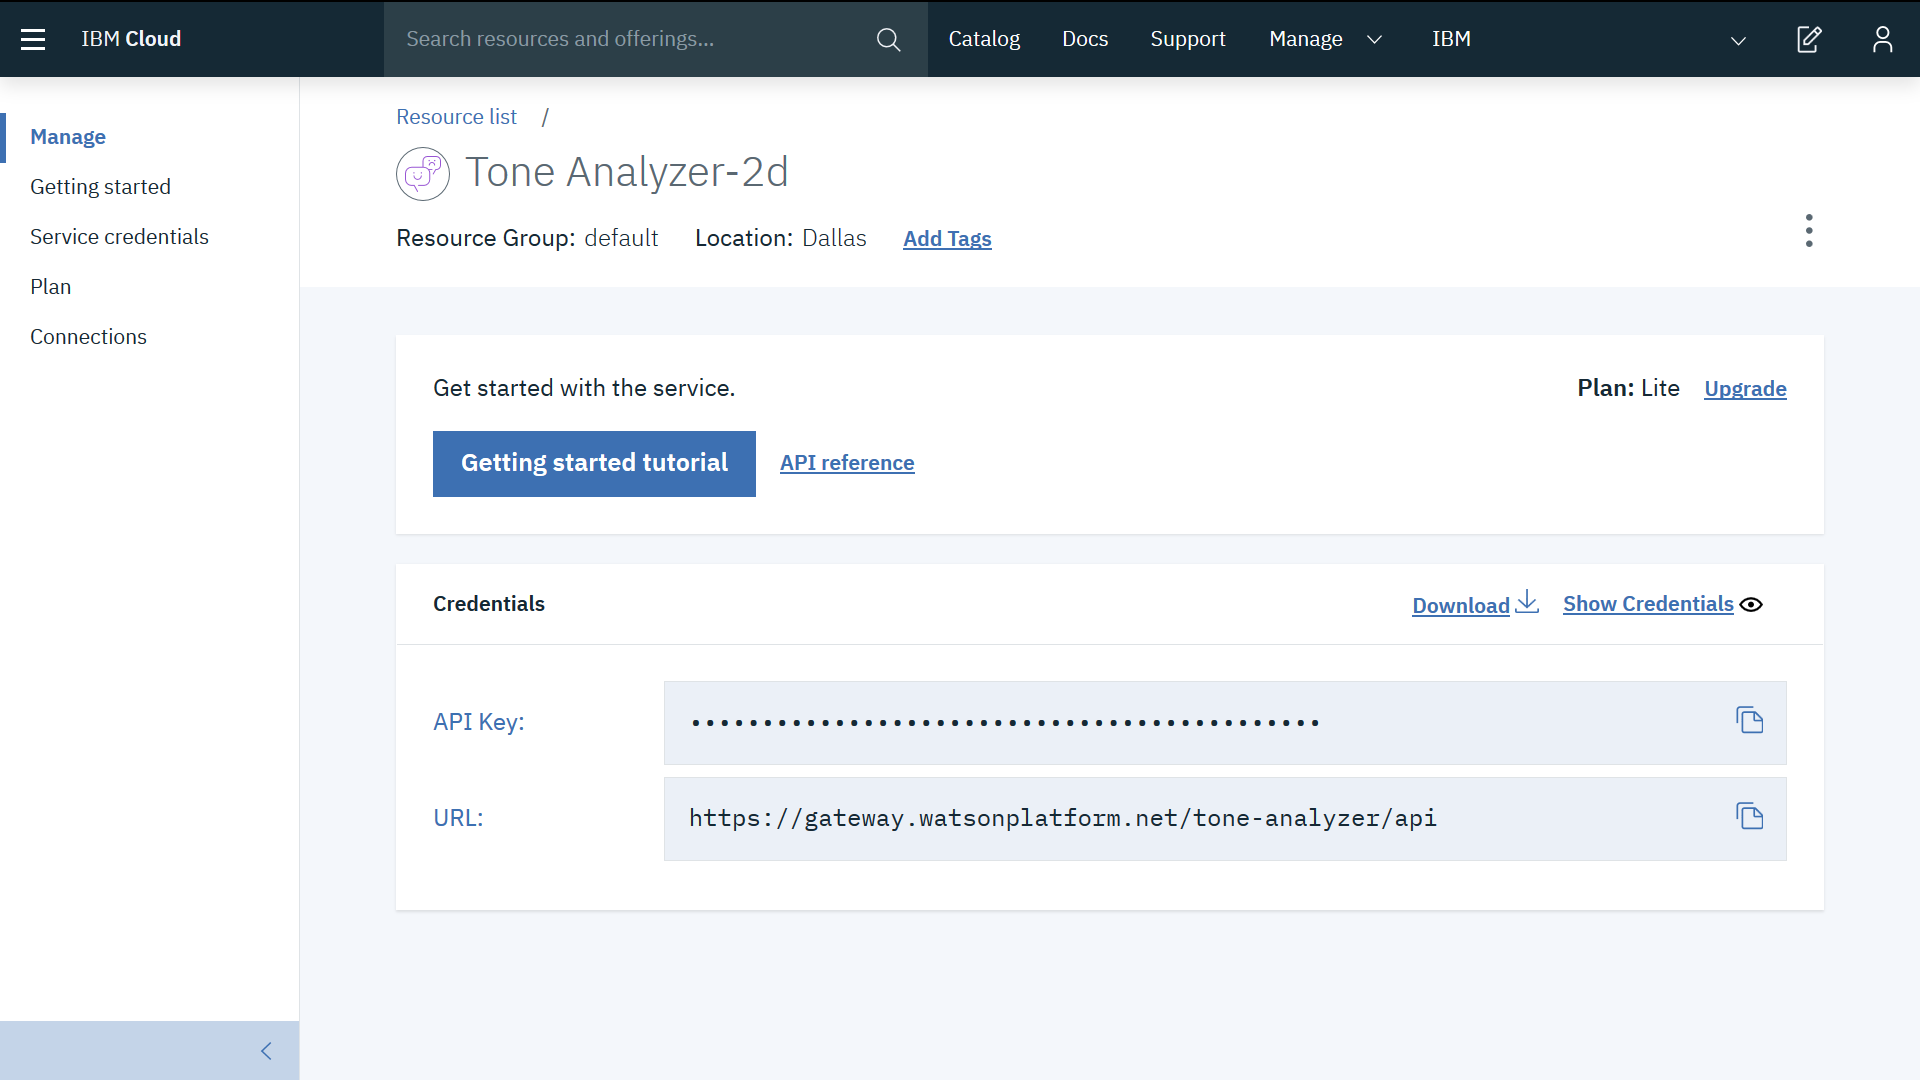 IBM Cloud
Search resources and offerings...
Catalog
Docs
Support
Manage
IBM
Manage
Getting started
Service credentials
Plan
Connections
Resource list /
Tone Analyzer-2d
Resource Group: default Location: Dallas Add Tags
Get started with the service.
Plan: Lite Upgrade
Getting started tutorial
API reference
Credentials
Download
Show Credentials
API Key: ••••••••••••••••••••••••••••••••••••••••••••
URL: https://gateway.watsonplatform.net/tone-analyzer/api